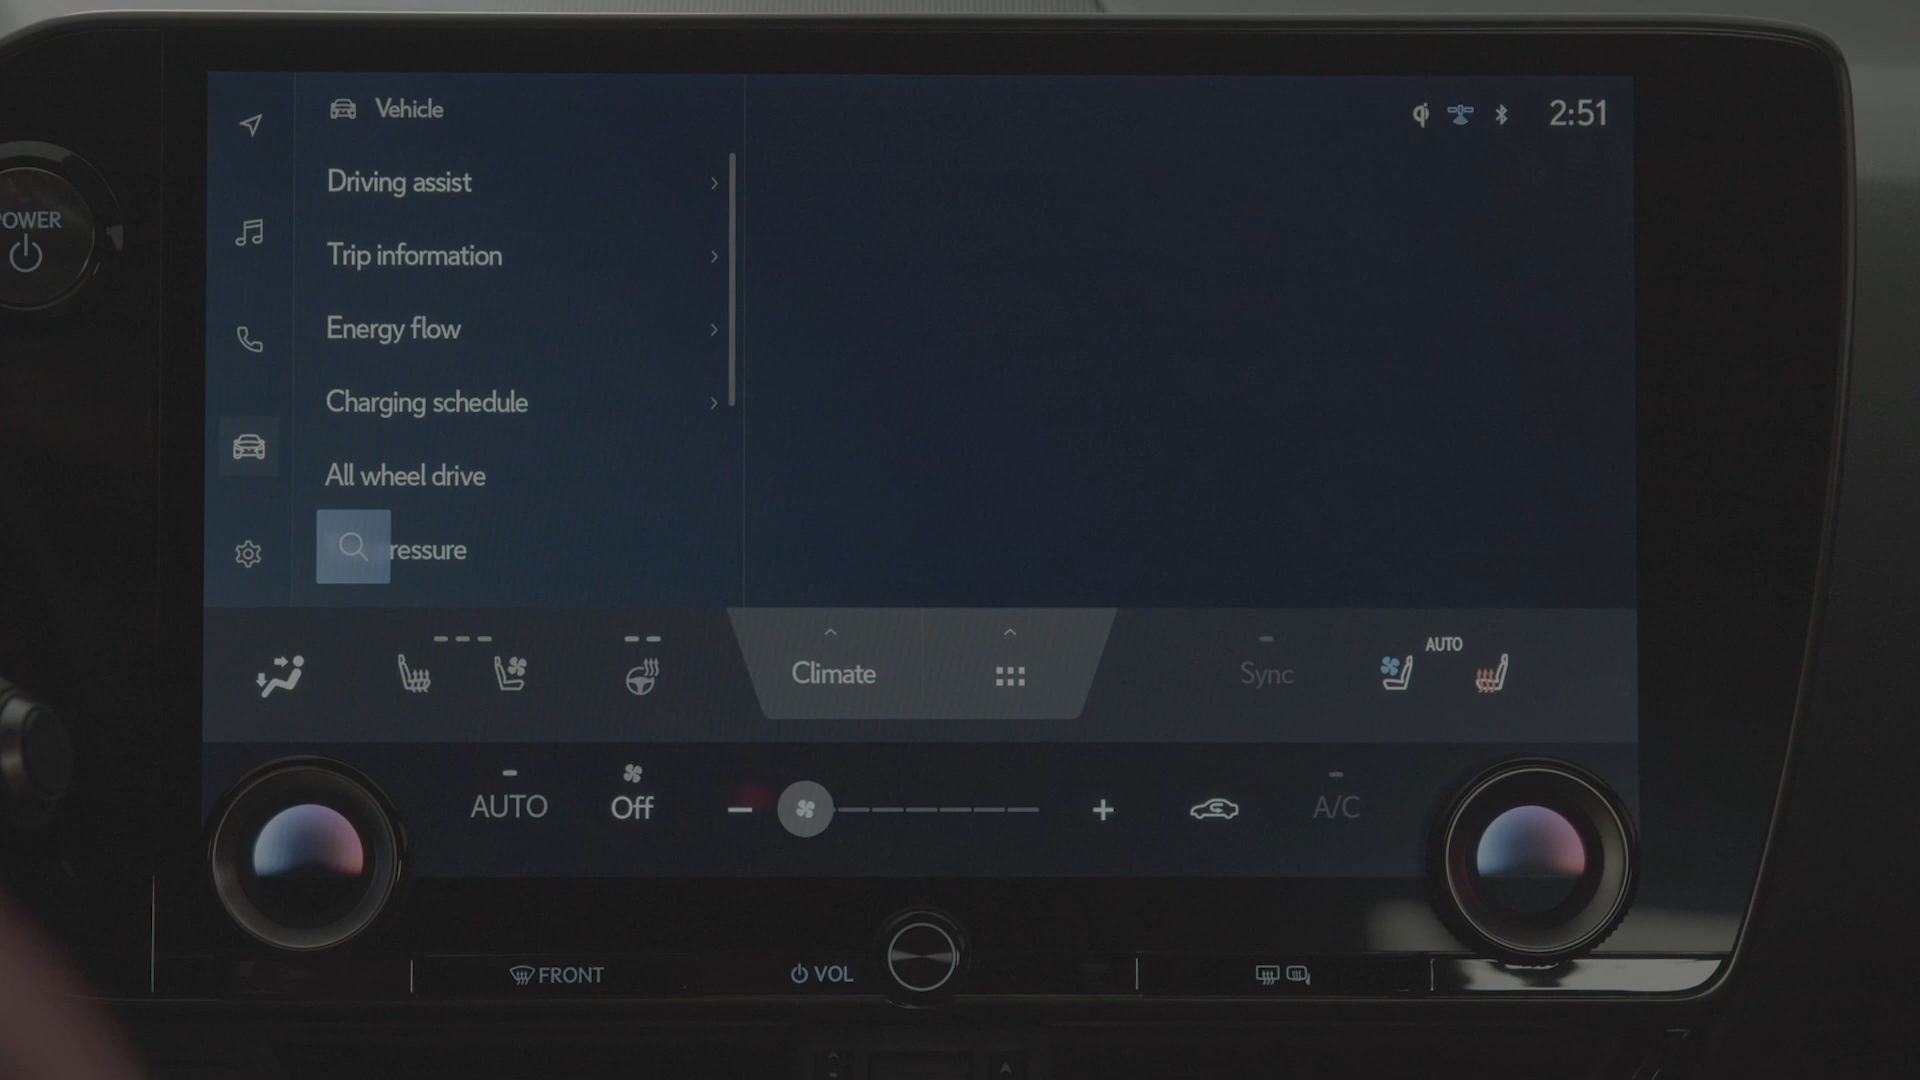 Vehicle
2:51
Driving assist
POWER
Trip information
Energy flow
Charging schedule
All wheel drive
ressure
AUTO
Climate
Sync
AUTO
Off
A/C
FRONT
VOL